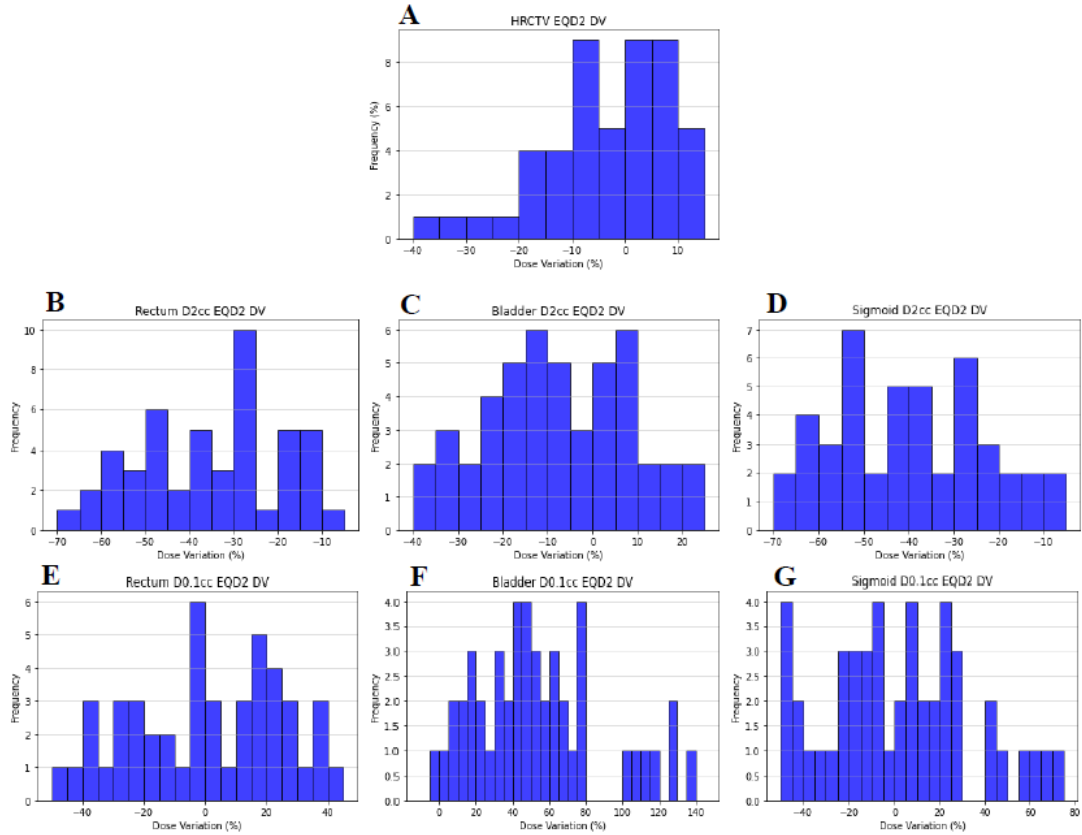 A
HRCTV EQD2 DV
Frequency (%)
8
6
4
2
0
−40 −30 −20 −10 0 10
Dose Variation (%)
B
Rectum D2cc EQD2 DV
Frequency
10
8
6
4
2
0
−70 −60 −50 −40 −30 −20 −10
Dose Variation (%)
C
Bladder D2cc EQD2 DV
Frequency
6
5
4
3
2
1
0
−40 −30 −20 −10 0 10 20
Dose Variation (%)
D
Sigmoid D2cc EQD2 DV
Frequency
7
6
5
4
3
2
1
0
−70 −60 −50 −40 −30 −20 −10
Dose Variation (%)
E
Rectum D0.1cc EQD2 DV
Frequency
6
5
4
3
2
1
0
−40 −20 0 20 40
Dose Variation (%)
F
Bladder D0.1cc EQD2 DV
Frequency
4.0
3.5
3.0
2.5
2.0
1.5
1.0
0.5
0.0
0 20 40 60 80 100 120 140
Dose Variation (%)
G
Sigmoid D0.1cc EQD2 DV
Frequency
4.0
3.5
3.0
2.5
2.0
1.5
1.0
0.5
0.0
−40 −20 0 20 40 60 80
Dose Variation (%)